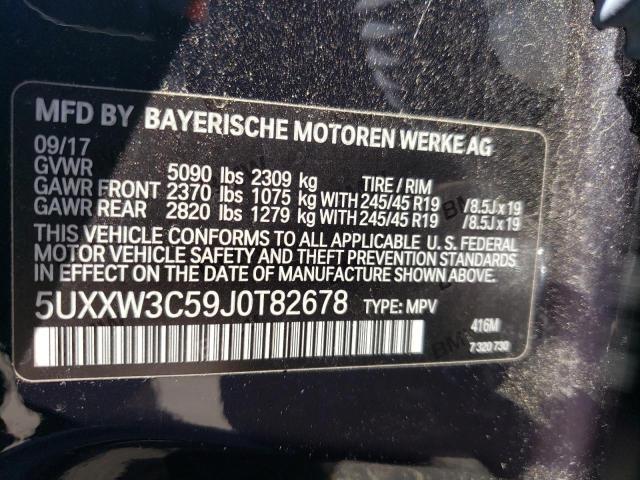 MFD BY BAYERISCHE MOTOREN WERKE AG
09/17
GVWR 5090 lbs 2309 kg TIRE / RIM
GAWR FRONT 2370 lbs 1075 kg WITH 245/45 R19 / 8.5J x 19
GAWR REAR 2820 lbs 1279 kg WITH 245/45 R19 / 8.5J x 19
THIS VEHICLE CONFORMS TO ALL APPLICABLE U. S. FEDERAL
MOTOR VEHICLE SAFETY AND THEFT PREVENTION STANDARDS
IN EFFECT ON THE DATE OF MANUFACTURE SHOWN ABOVE.
5UXXW3C59J0T82678 TYPE: MPV
416M
7 320 730